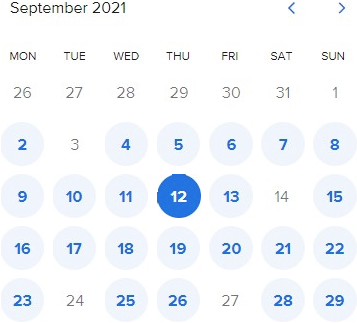 September 2021
MON TUE WED THU FRI SAT SUN
26 27 28 29 30 31 1
2 3 4 5 6 7 8
9 10 11 12 13 14 15
16 17 18 19 20 21 22
23 24 25 26 27 28 29